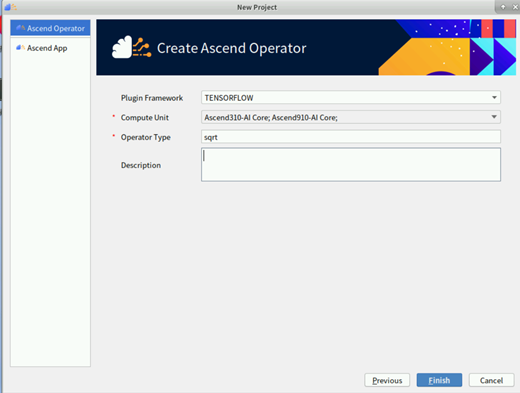 New Project
Ascend Operator
Ascend App
Create Ascend Operator
Plugin Framework TENSORFLOW
* Compute Unit Ascend310-AI Core; Ascend910-AI Core;
* Operator Type sqrt
Description
Previous Finish Cancel